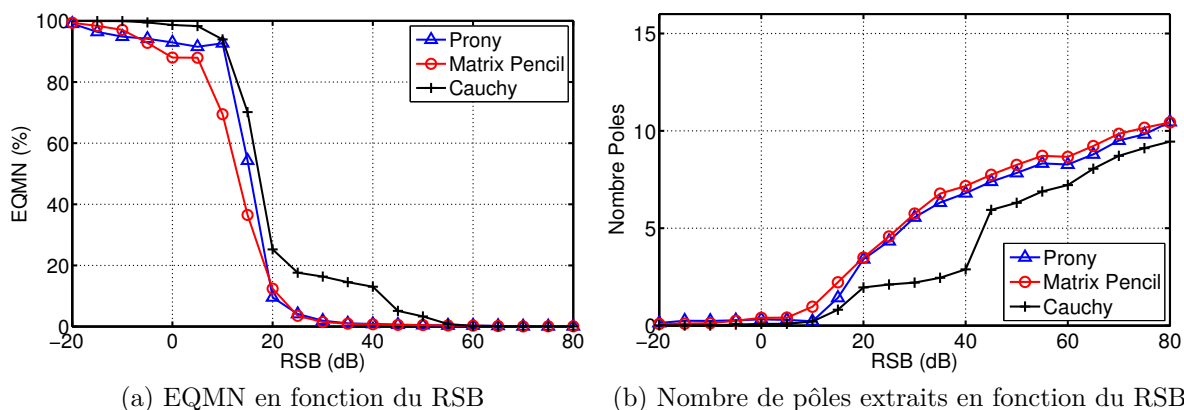 100
80
60
40
20
0
EQMN (%)
−20 0 20 40 60 80
RSB (dB)
Prony
Matrix Pencil
Cauchy
(a) EQMN en fonction du RSB
15
10
5
0
Nombre Poles
−20 0 20 40 60 80
RSB (dB)
Prony
Matrix Pencil
Cauchy
(b) Nombre de pôles extraits en fonction du RSB